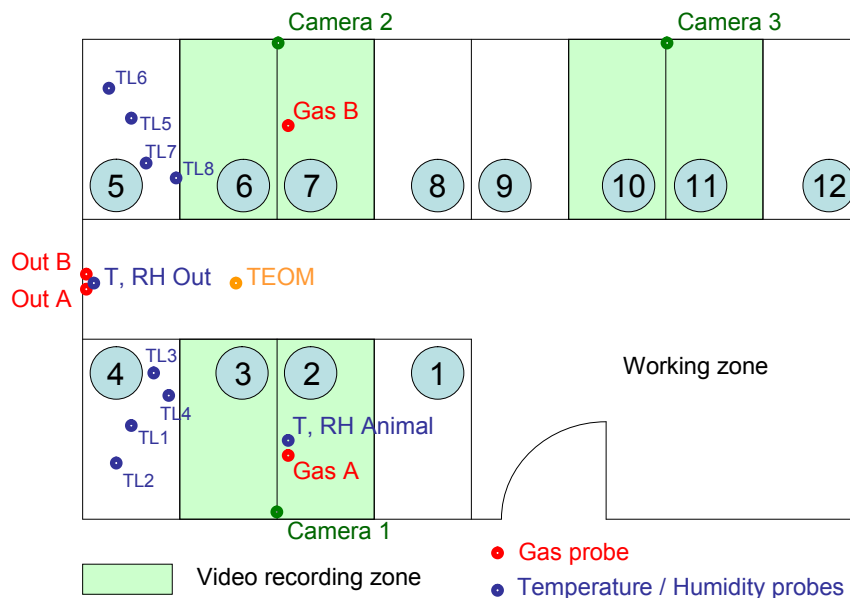 Camera 2
Camera 3
TL6
TL5
Gas B
TL7
TL8
5
6
7
8
9
10
11
12
Out B
T, RH Out
TEOM
Out A
TL3
4
3
2
1
Working zone
TL4
TL1
T, RH Animal
TL2
Gas A
Camera 1
Gas probe
Video recording zone
Temperature / Humidity probes